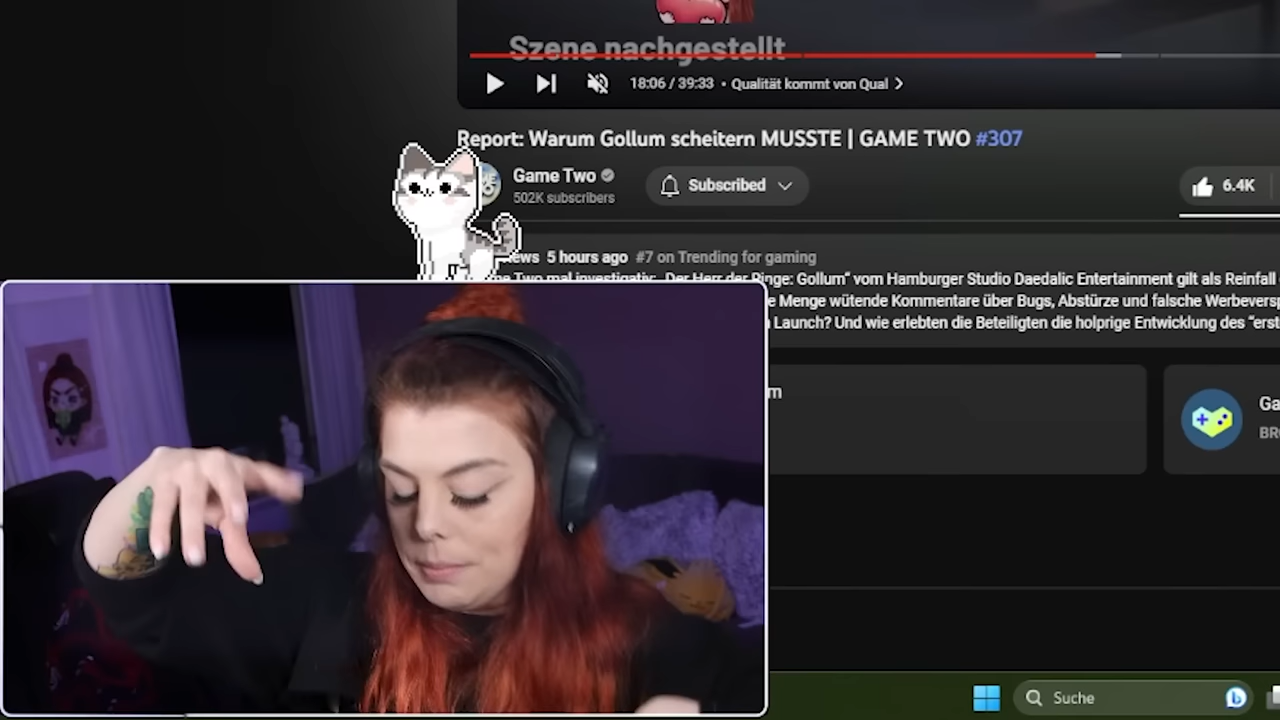 Szene nachgestellt
18:06 / 39:33 • Qualität kommt von Qual
Report: Warum Gollum scheitern MUSSTE | GAME TWO #307
Game Two
Subscribed
6.4K
502K subscribers
5 hours ago #7 on Trending for gaming
Two mal investigativ: „Der Herr der Ringe: Gollum“ vom Hamburger Studio Daedalic Entertainment gilt als Reinfall
Menge wütende Kommentare über Bugs, Abstürze und falsche
Launch? Und wie erlebten die Beteiligten die holprige Entwicklung des
Suche